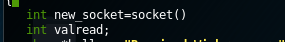 int new_socket=socket()
int valread;